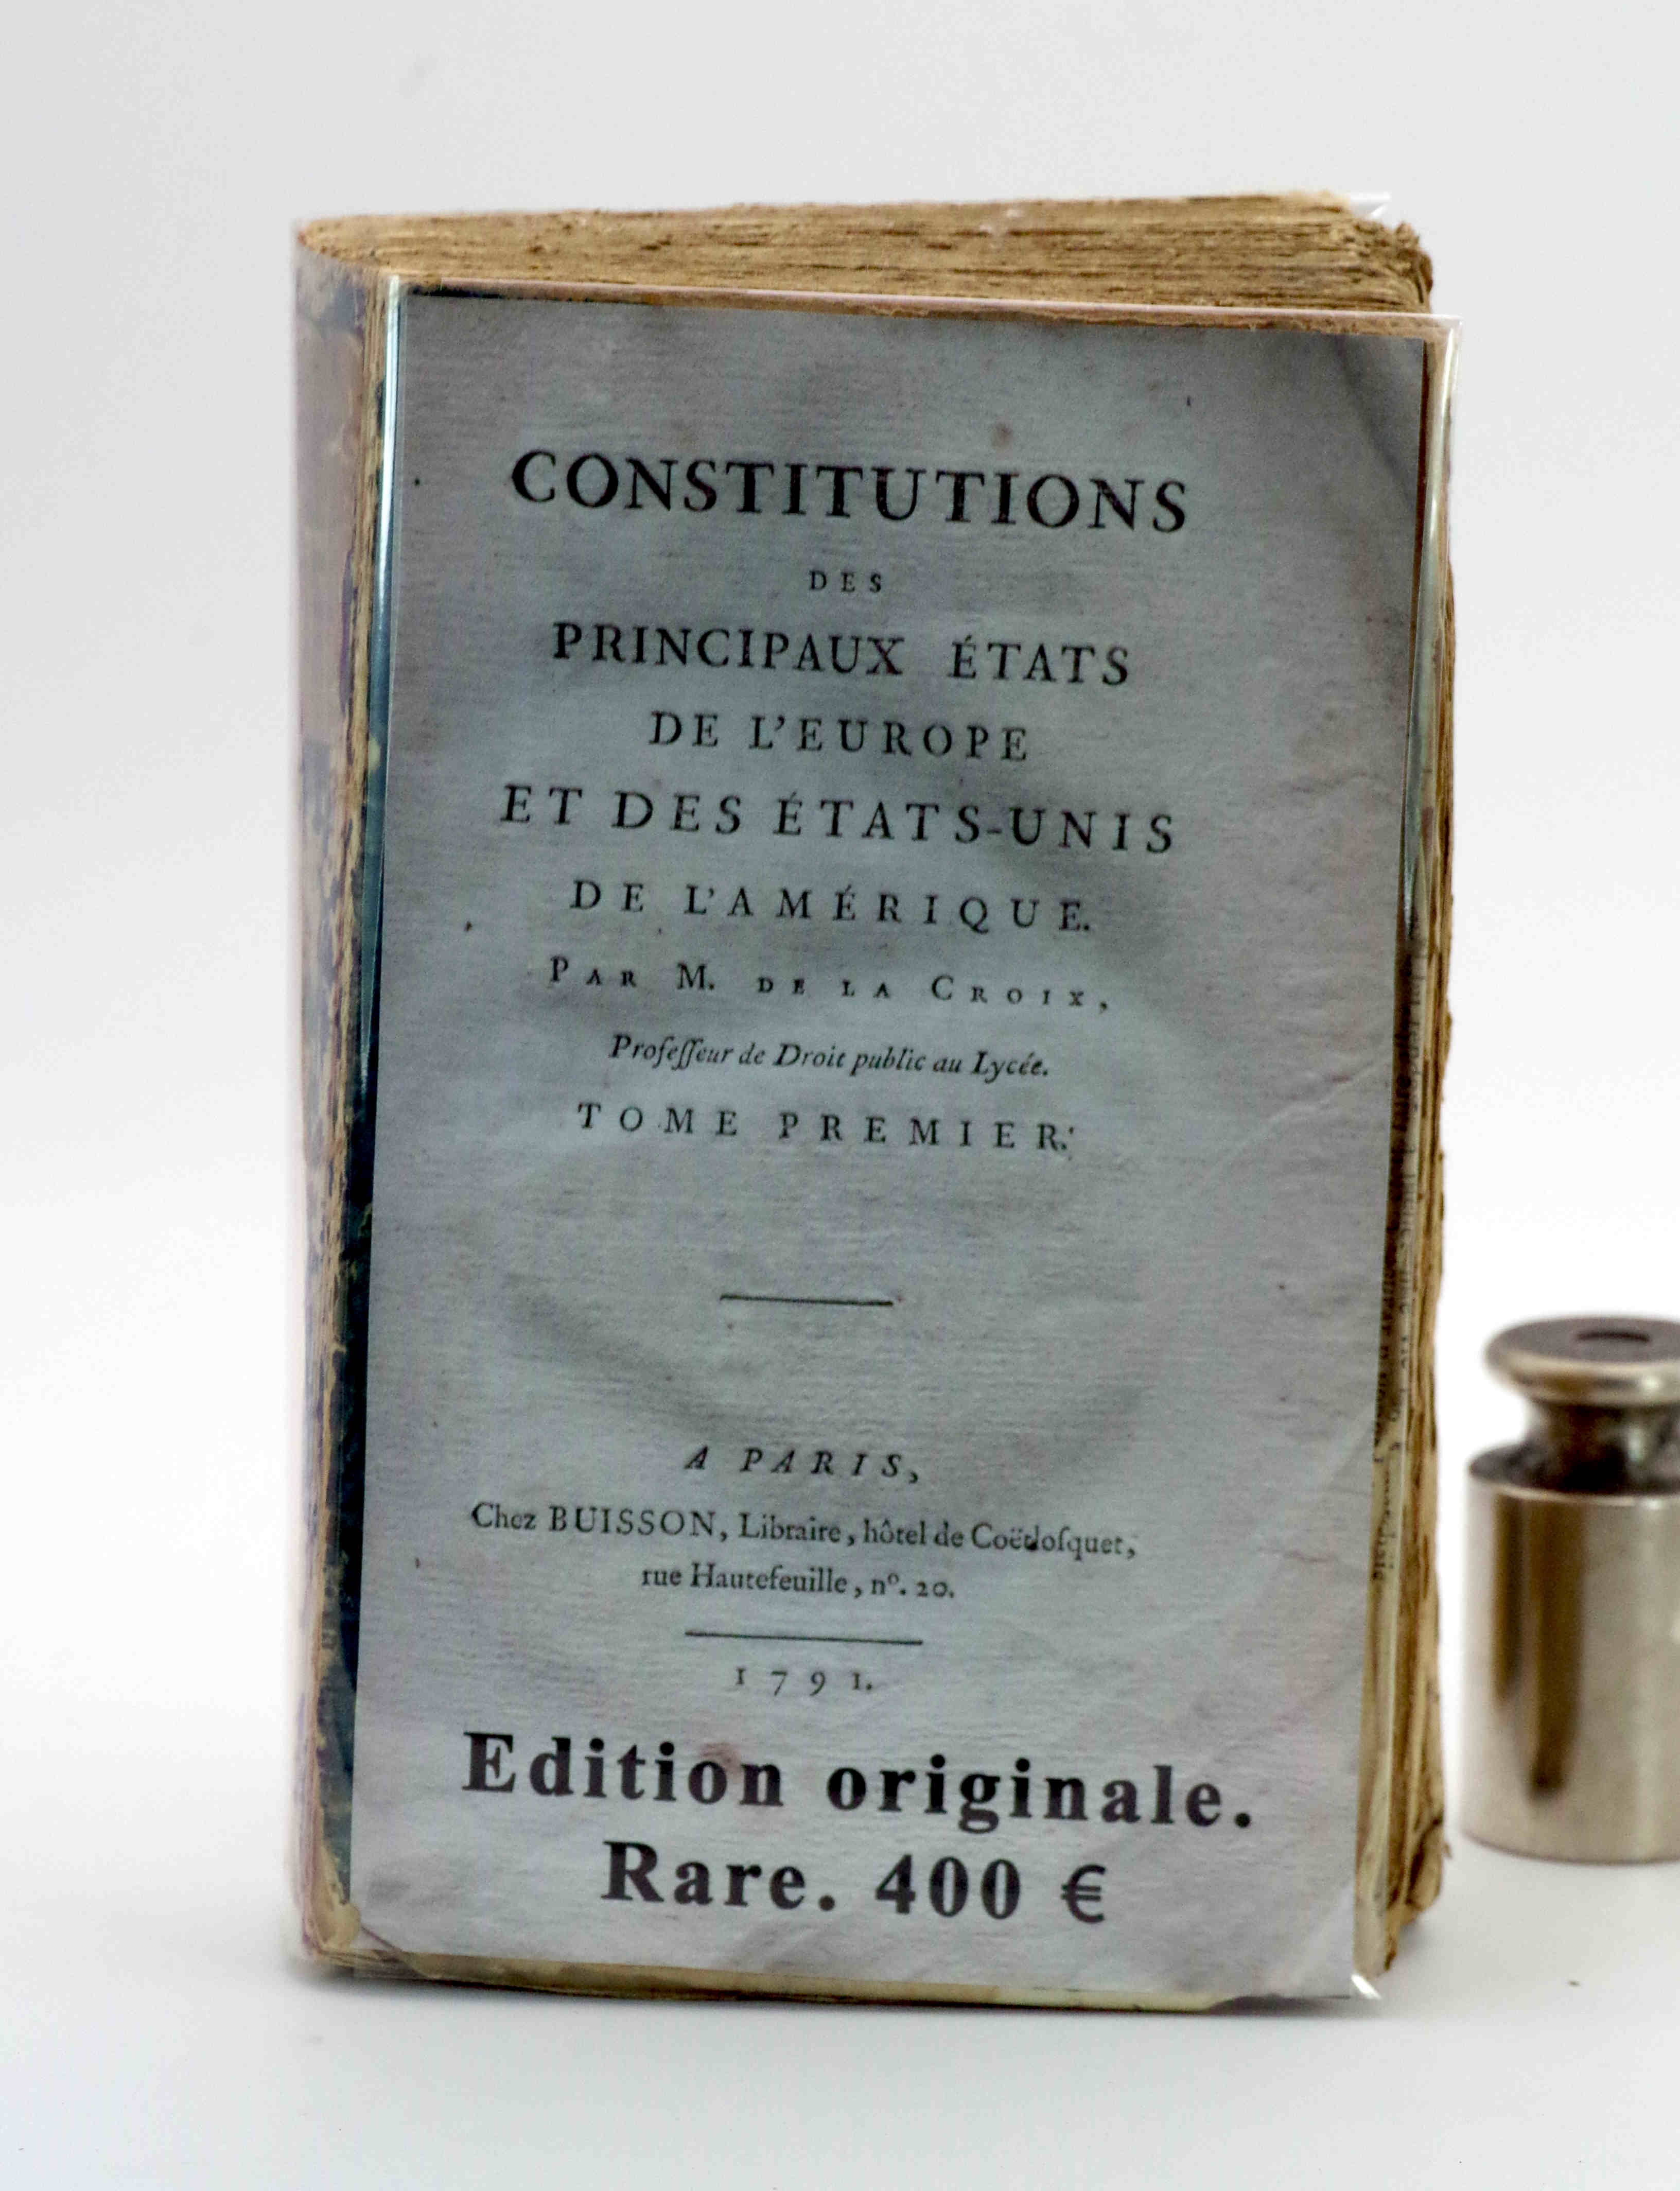 CONSTITUTIONS
DES
PRINCIPAUX ÉTATS
DE L'EUROPE
ET DES ÉTATS-UNIS
DE L'AMÉRIQUE.
PAR M. DE LA CROIX,
Profeſſeur de Droit public au Lycée.
TOME PREMIER.
A PARIS,
Chez BUISSON, Libraire, hôtel de Coëtloſquet,
rue Hautefeuille, nº. 20.
1791.
Edition originale.
Rare. 400 €